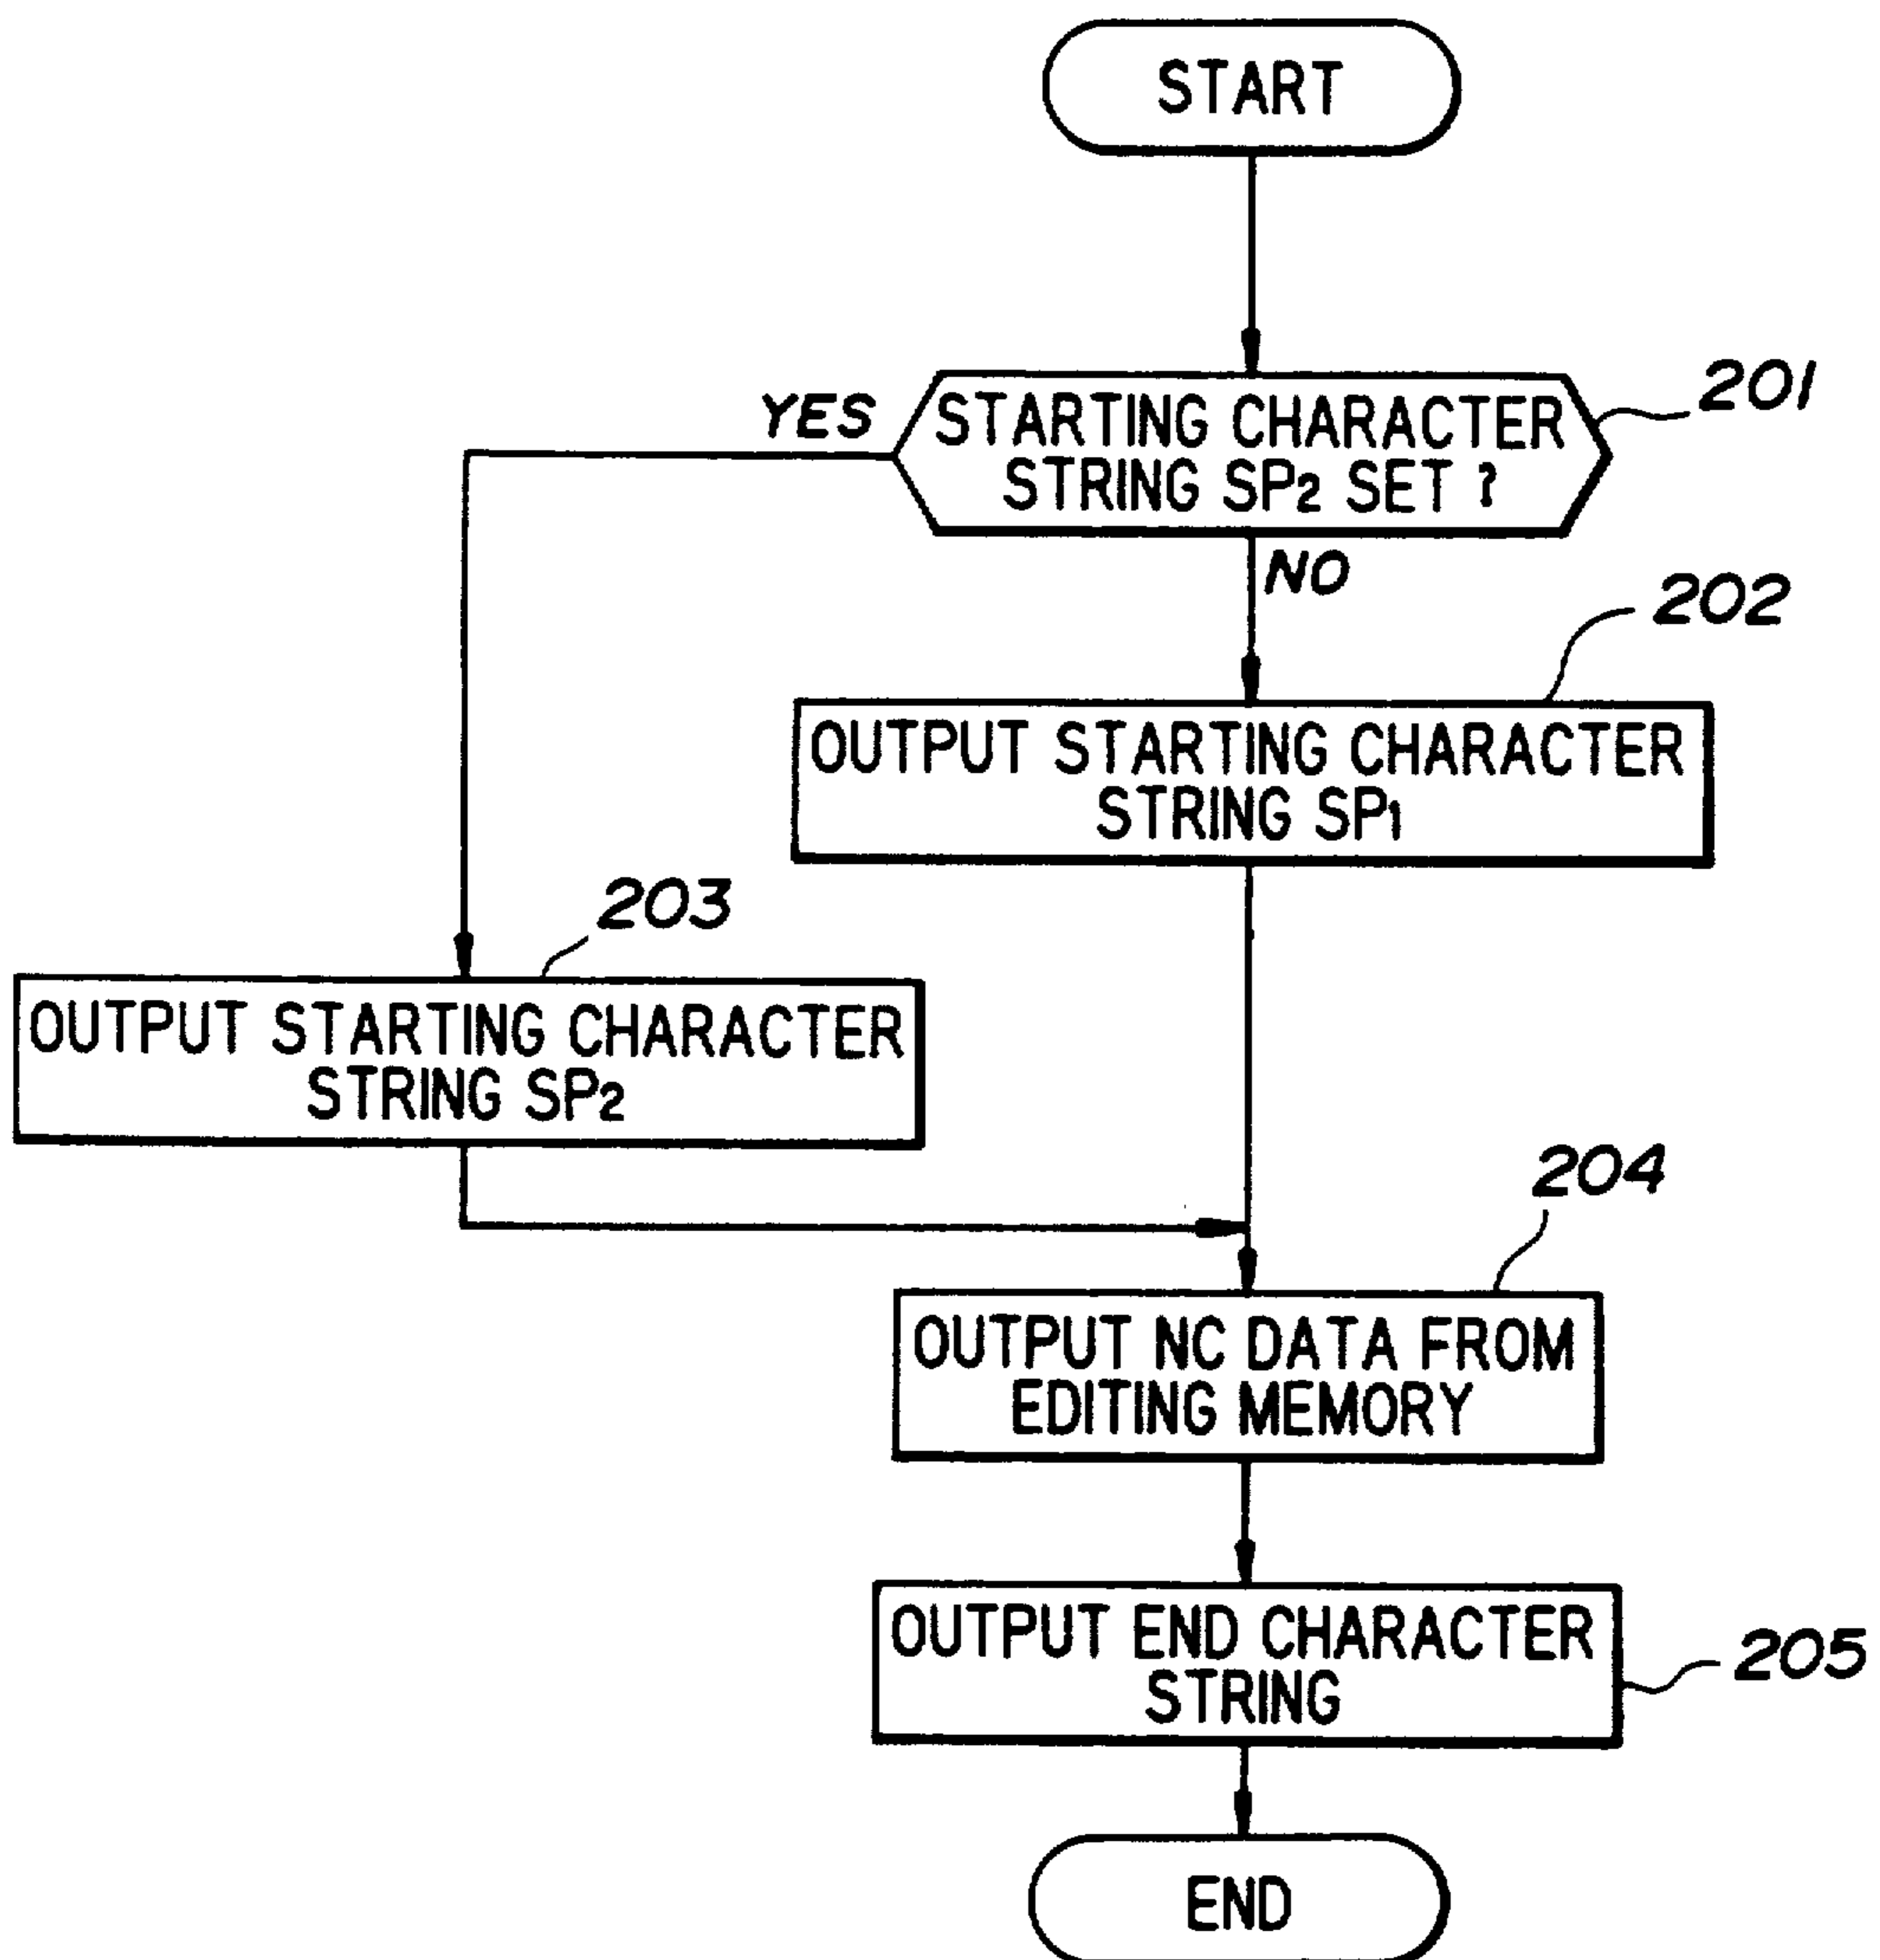 START
STARTING CHARACTER
STRING SP₂ SET ?
201
YES
NO
202
OUTPUT STARTING CHARACTER
STRING SP₁
203
OUTPUT STARTING CHARACTER
STRING SP₂
204
OUTPUT NC DATA FROM
EDITING MEMORY
OUTPUT END CHARACTER
STRING
205
END